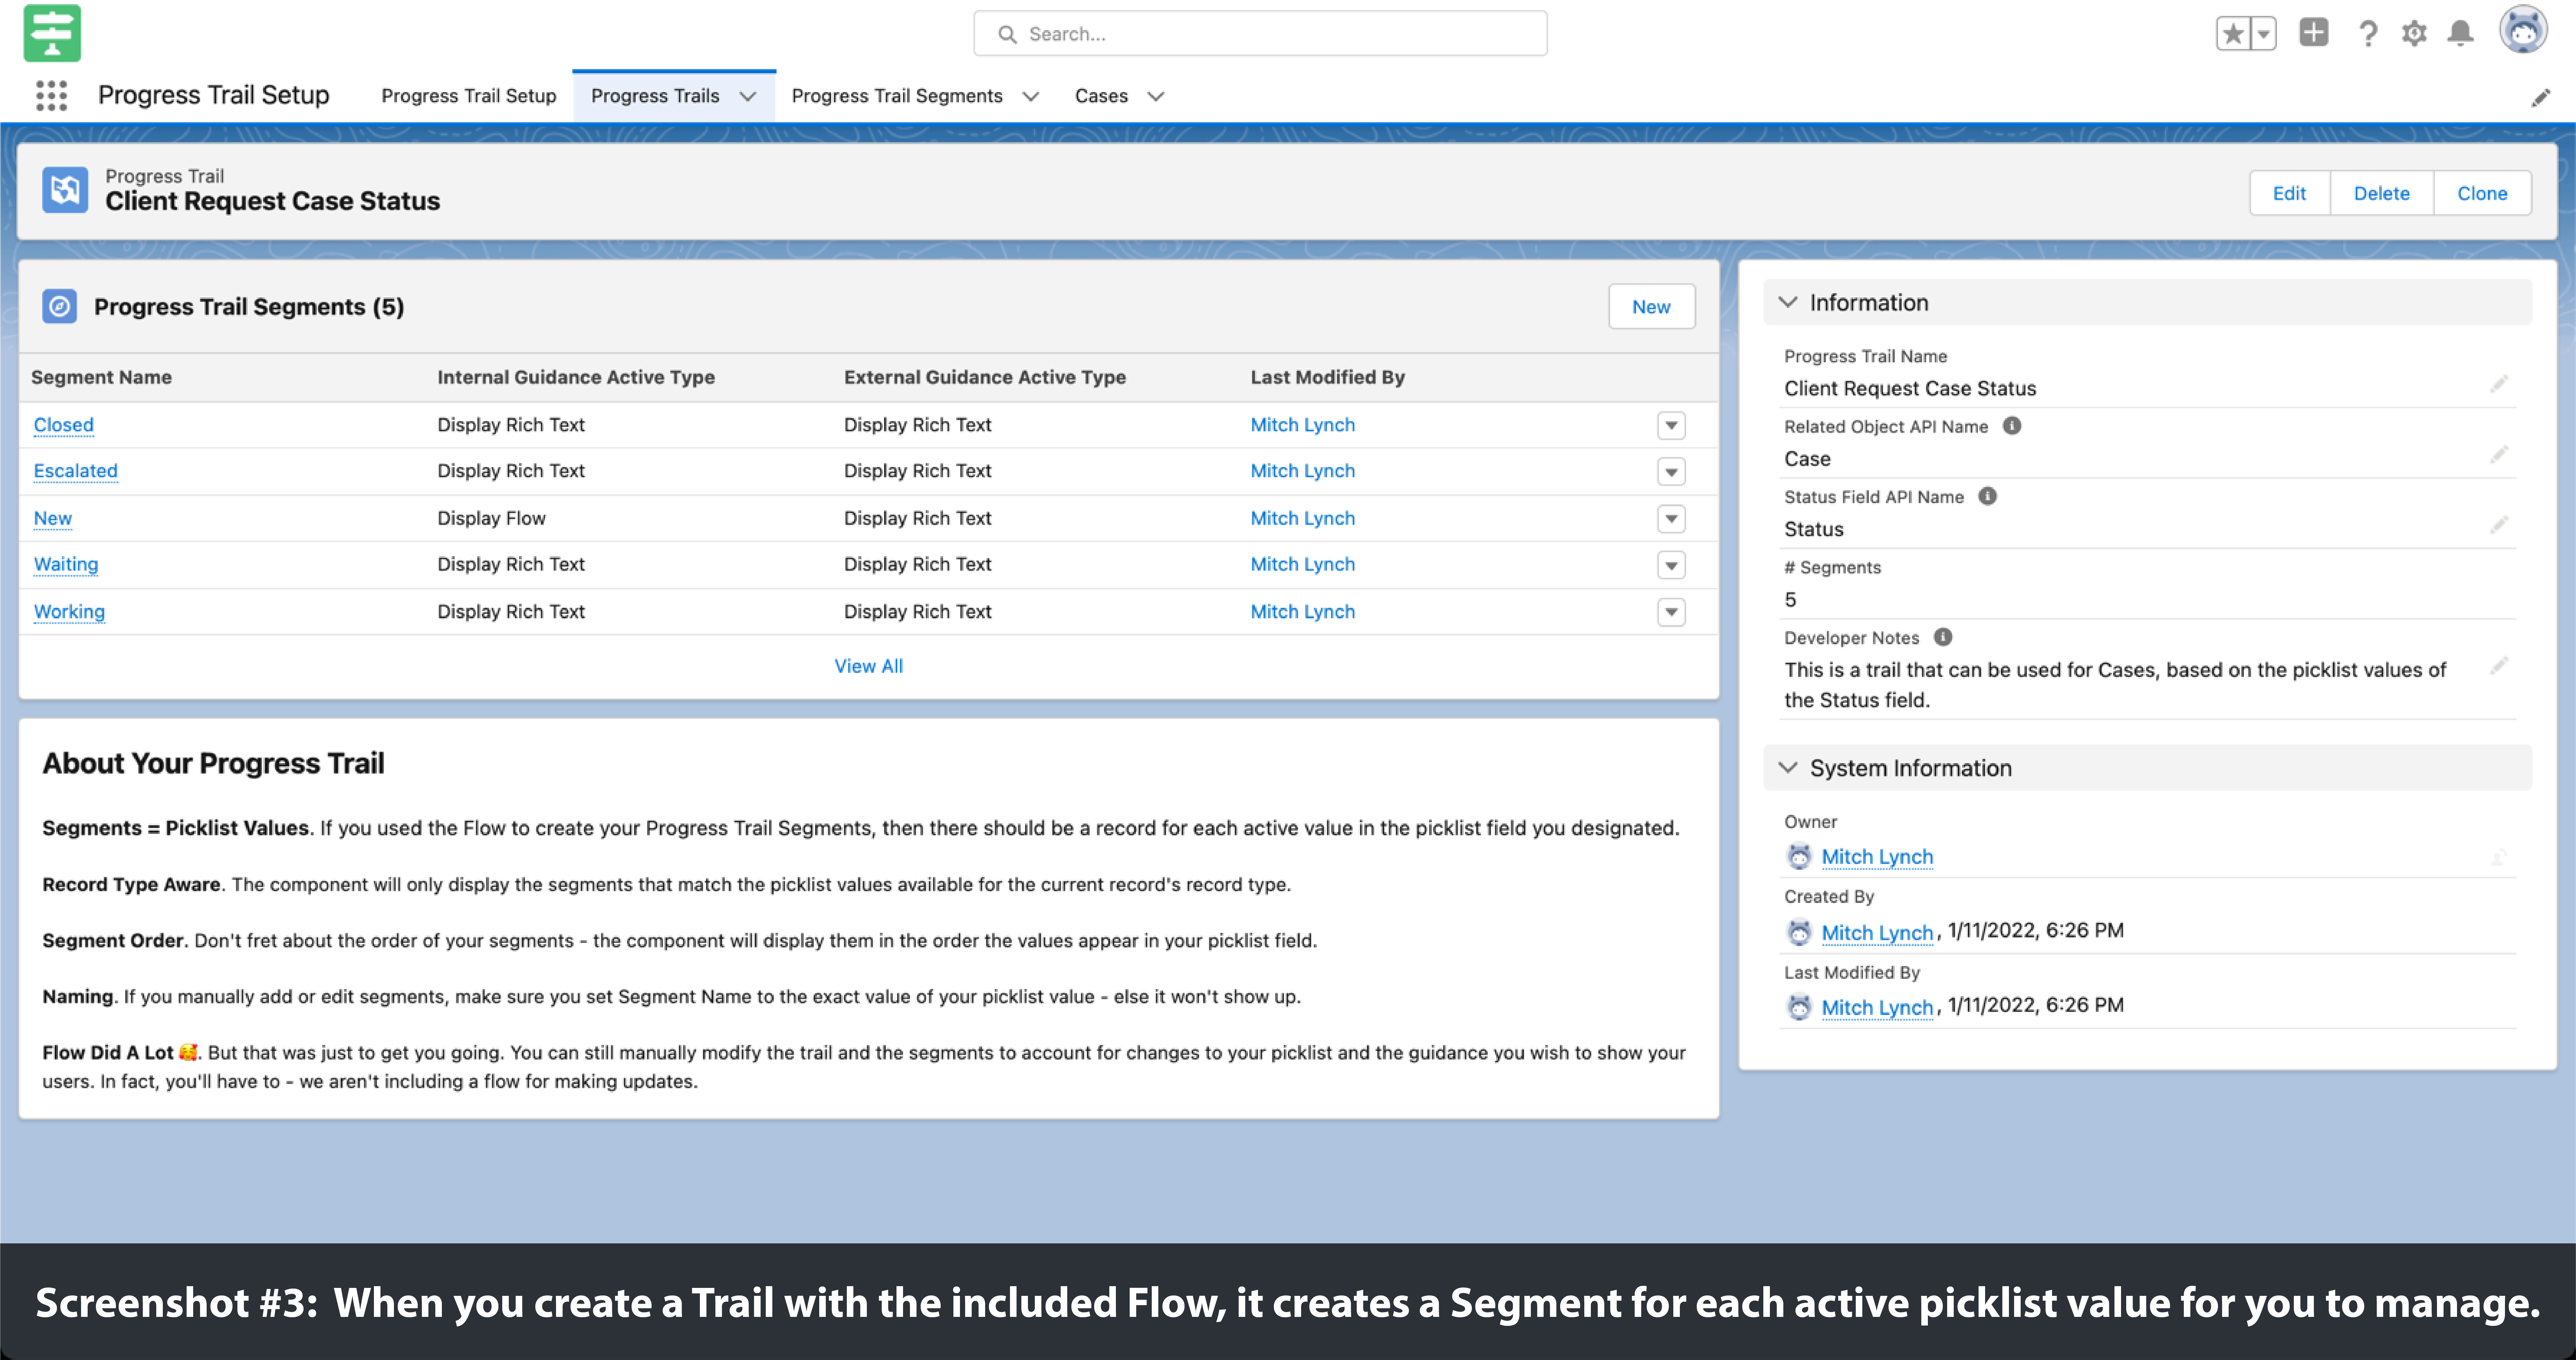 Search...
Progress Trail Setup
Progress Trail Setup
Progress Trails
Progress Trail Segments
Cases
Progress Trail
Client Request Case Status
Edit
Delete
Clone
Progress Trail Segments (5)
New
Segment Name Internal Guidance Active Type External Guidance Active Type Last Modified By
Closed Display Rich Text Display Rich Text Mitch Lynch
Escalated Display Rich Text Display Rich Text Mitch Lynch
New Display Flow Display Rich Text Mitch Lynch
Waiting Display Rich Text Display Rich Text Mitch Lynch
Working Display Rich Text Display Rich Text Mitch Lynch
View All
About Your Progress Trail
Segments = Picklist Values. If you used the Flow to create your Progress Trail Segments, then there should be a record for each active value in the picklist field you designated.
Record Type Aware. The component will only display the segments that match the picklist values available for the current record's record type.
Segment Order. Don't fret about the order of your segments - the component will display them in the order the values appear in your picklist field.
Naming. If you manually add or edit segments, make sure you set Segment Name to the exact value of your picklist value - else it won't show up.
Flow Did A Lot 🥰. But that was just to get you going. You can still manually modify the trail and the segments to account for changes to your picklist and the guidance you wish to show your
users. In fact, you'll have to - we aren't including a flow for making updates.
Information
Progress Trail Name
Client Request Case Status
Related Object API Name
Case
Status Field API Name
Status
# Segments
5
Developer Notes
This is a trail that can be used for Cases, based on the picklist values of
the Status field.
System Information
Owner
Mitch Lynch
Created By
Mitch Lynch, 1/11/2022, 6:26 PM
Last Modified By
Mitch Lynch, 1/11/2022, 6:26 PM
Screenshot #3: When you create a Trail with the included Flow, it creates a Segment for each active picklist value for you to manage.